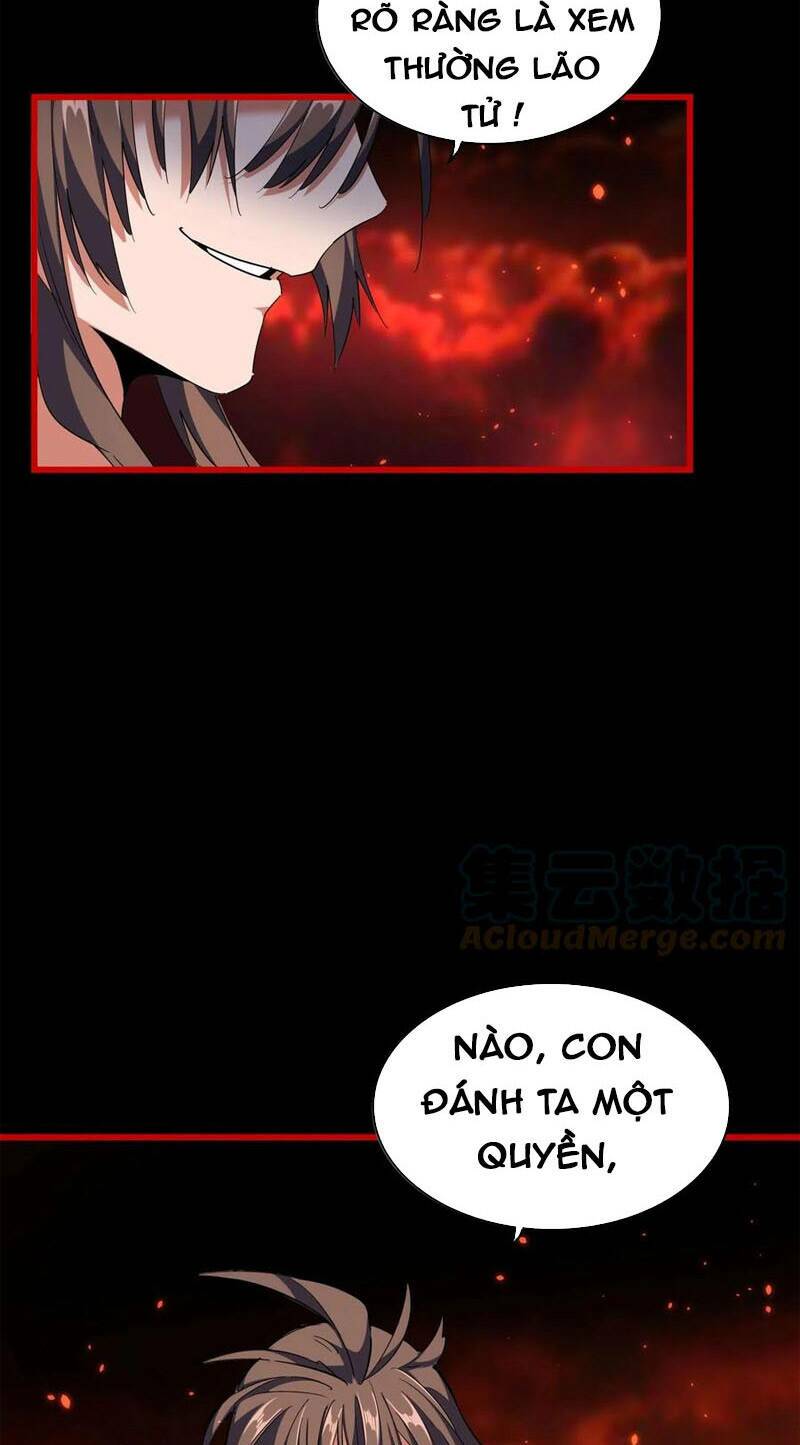 RÕ RÀNG LÀ XEM
THƯỜNG LÃO
TỬ !
集云数据
ACloudMerge.com
NÀO, CON
ĐÁNH TA MỘT
QUYỀN,